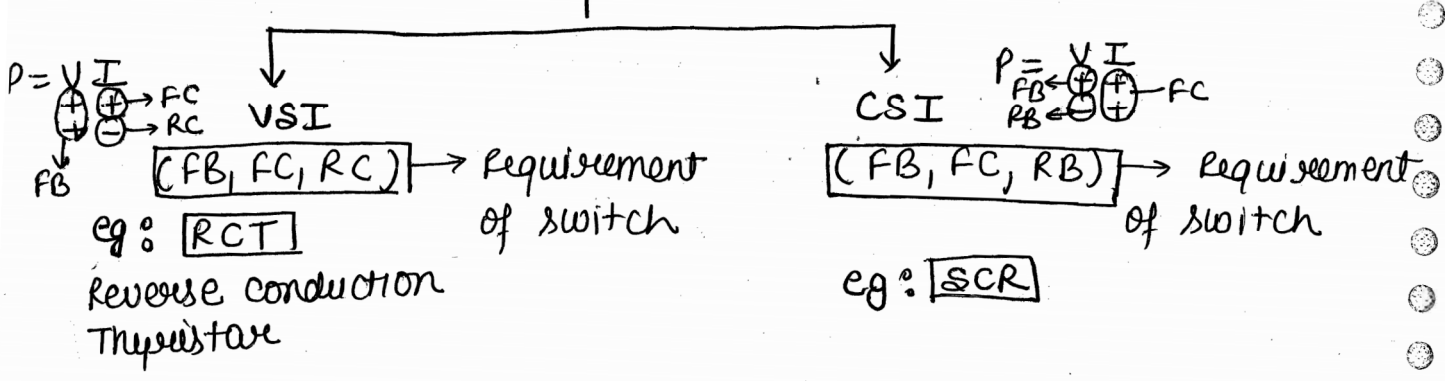 P = V I
+ + → FC
+ - → RC
FB
VSI
(FB, FC, RC) → Requirement
of switch
eg: RCT
Reverse conduction
Thyristor
P = V I
FB ← + + - FC
RB ← - +
CSI
(FB, FC, RB) → Requirement
of switch
eg: SCR